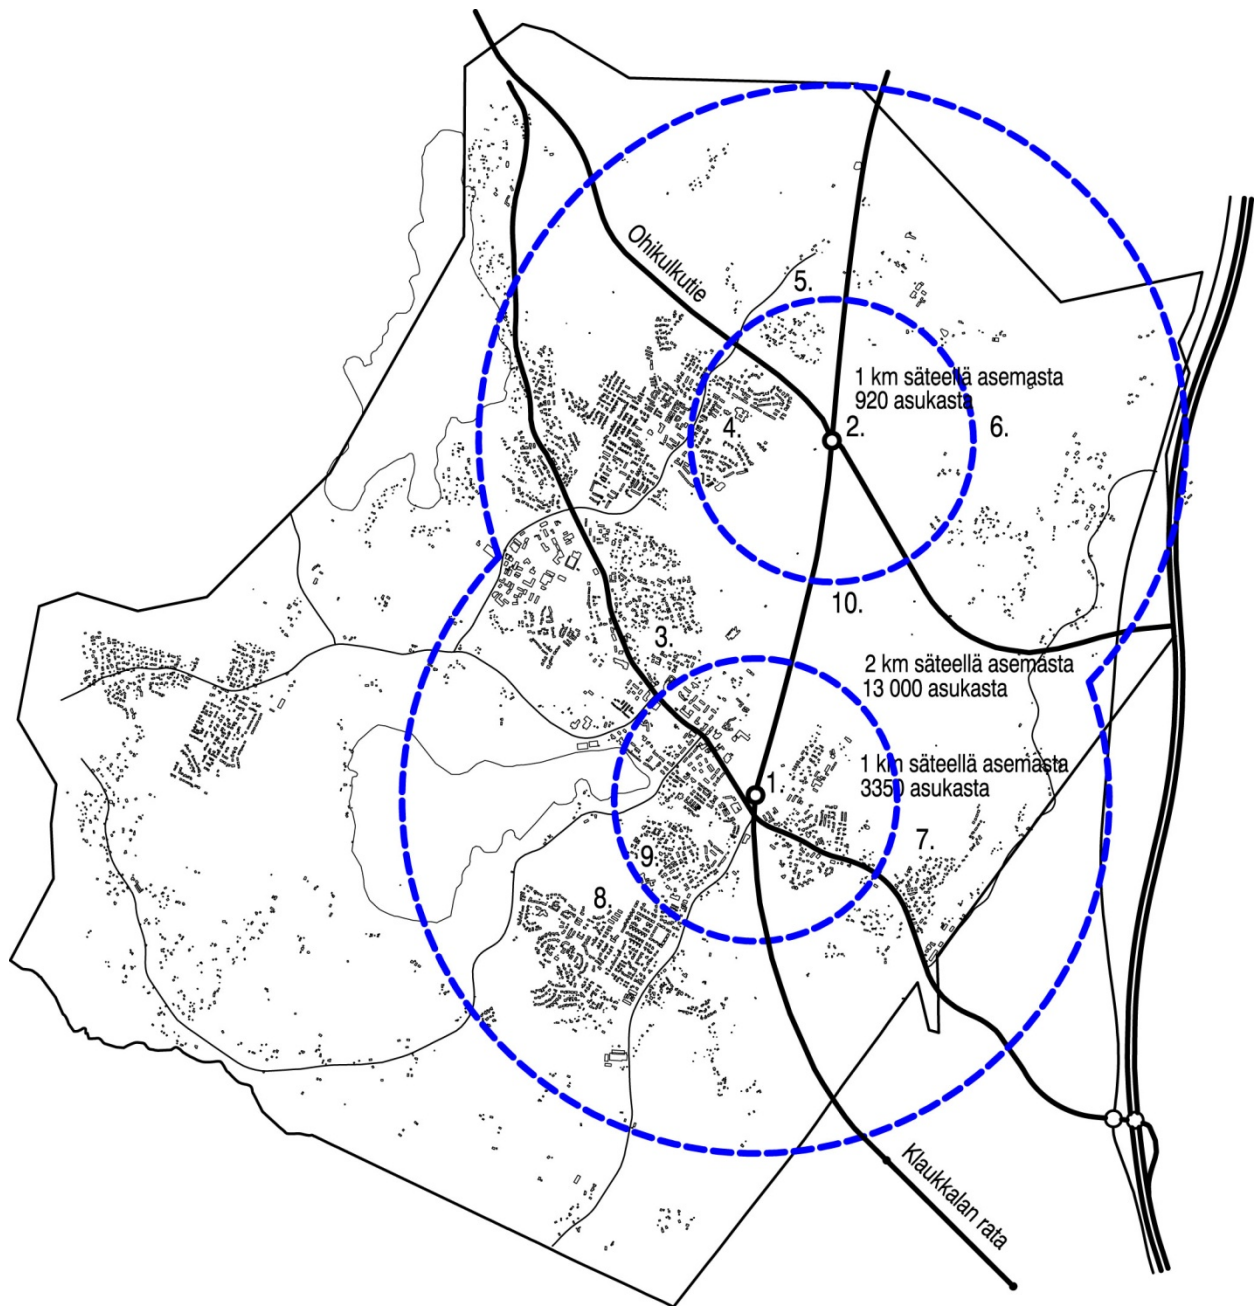 Ohikulkutie
5.
1 km säteellä asemasta
920 asukasta
4.
2.
6.
10.
3.
2 km säteellä asemasta
13 000 asukasta
1 km säteellä asemasta
3350 asukasta
1.
7.
9.
8.
Klaukkalan rata